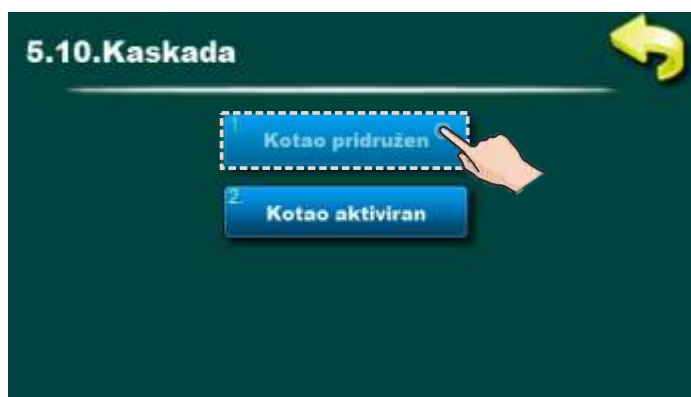 5.10.Kaskada
1.
Kotao pridružen
2.
Kotao aktiviran